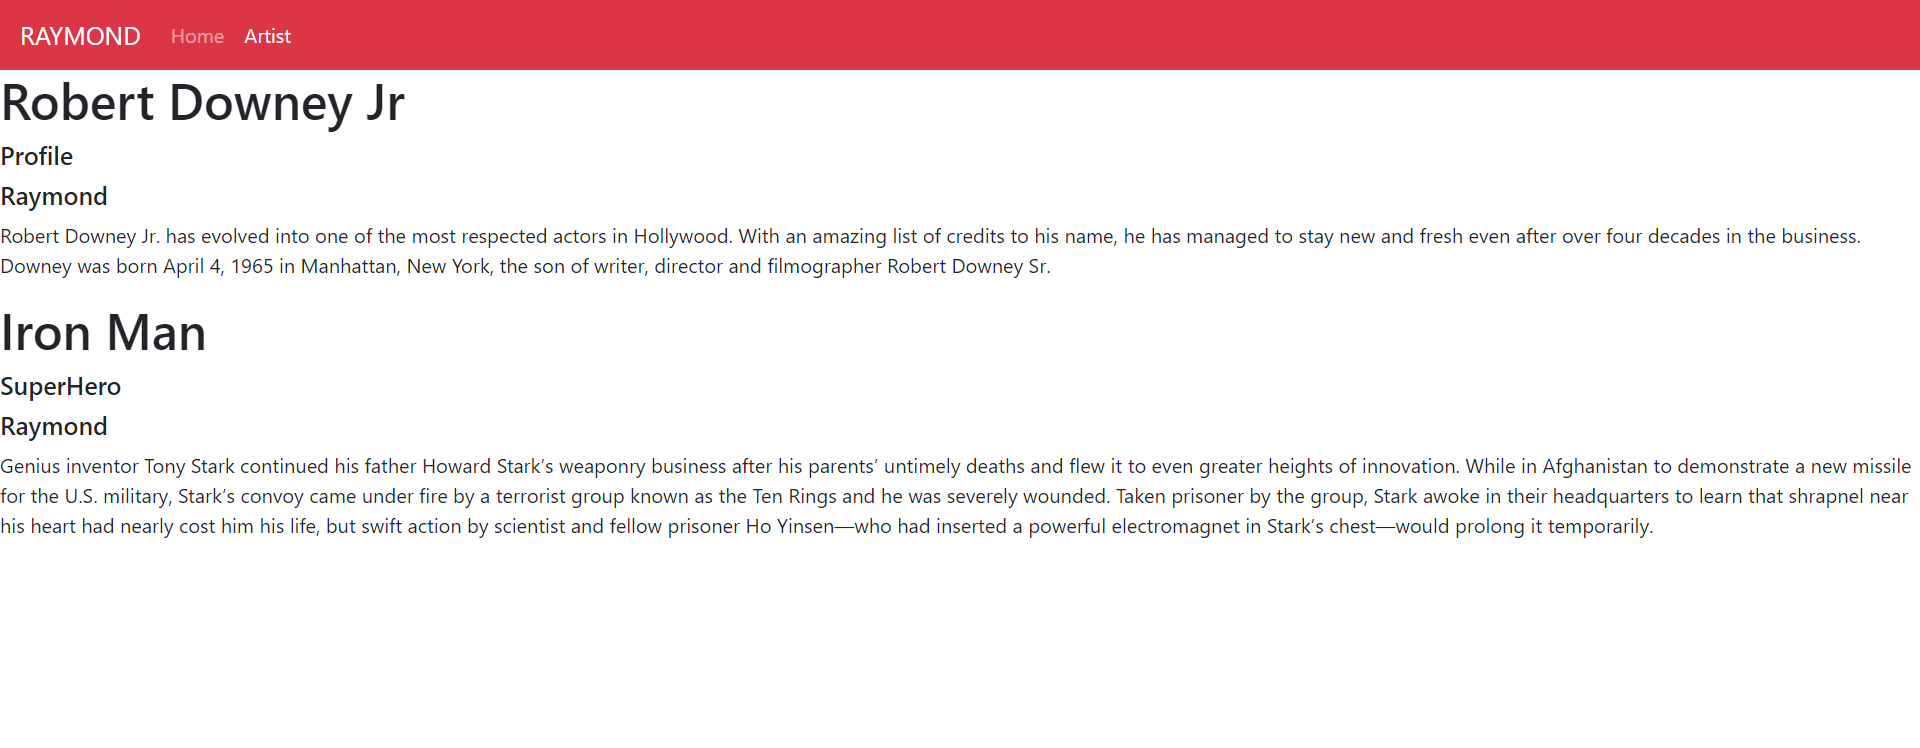 RAYMOND Home Artist
Robert Downey Jr
Profile
Raymond
Robert Downey Jr. has evolved into one of the most respected actors in Hollywood. With an amazing list of credits to his name, he has managed to stay new and fresh even after over four decades in the business.
Downey was born April 4, 1965 in Manhattan, New York, the son of writer, director and filmographer Robert Downey Sr.
Iron Man
SuperHero
Raymond
Genius inventor Tony Stark continued his father Howard Stark’s weaponry business after his parents’ untimely deaths and flew it to even greater heights of innovation. While in Afghanistan to demonstrate a new missile
for the U.S. military, Stark’s convoy came under fire by a terrorist group known as the Ten Rings and he was severely wounded. Taken prisoner by the group, Stark awoke in their headquarters to learn that shrapnel near
his heart had nearly cost him his life, but swift action by scientist and fellow prisoner Ho Yinsen—who had inserted a powerful electromagnet in Stark’s chest—would prolong it temporarily.